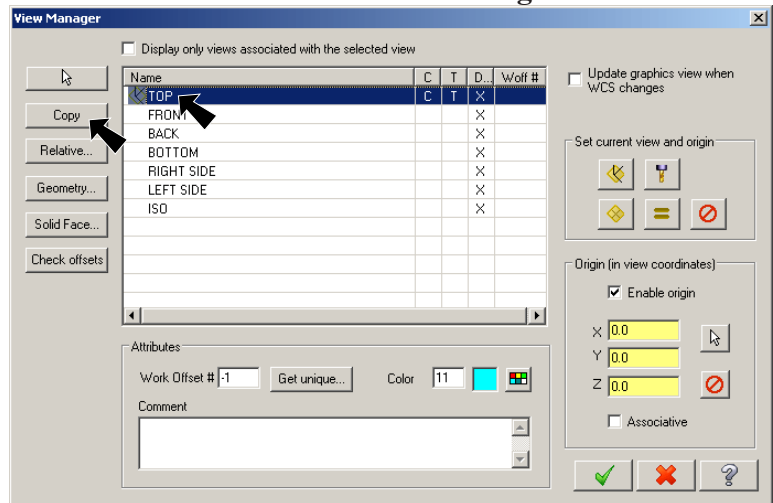 View Manager
Display only views associated with the selected view
Name C T D... Woff #
TOP C T X
FRONT X
BACK X
BOTTOM X
RIGHT SIDE X
LEFT SIDE X
ISO X
Copy
Relative...
Geometry...
Solid Face...
Check offsets
Attributes
Work Offset # -1 Get unique... Color 11
Comment
Update graphics view when
WCS changes
Set current view and origin
Origin (in view coordinates)
Enable origin
X 0.0
Y 0.0
Z 0.0
Associative